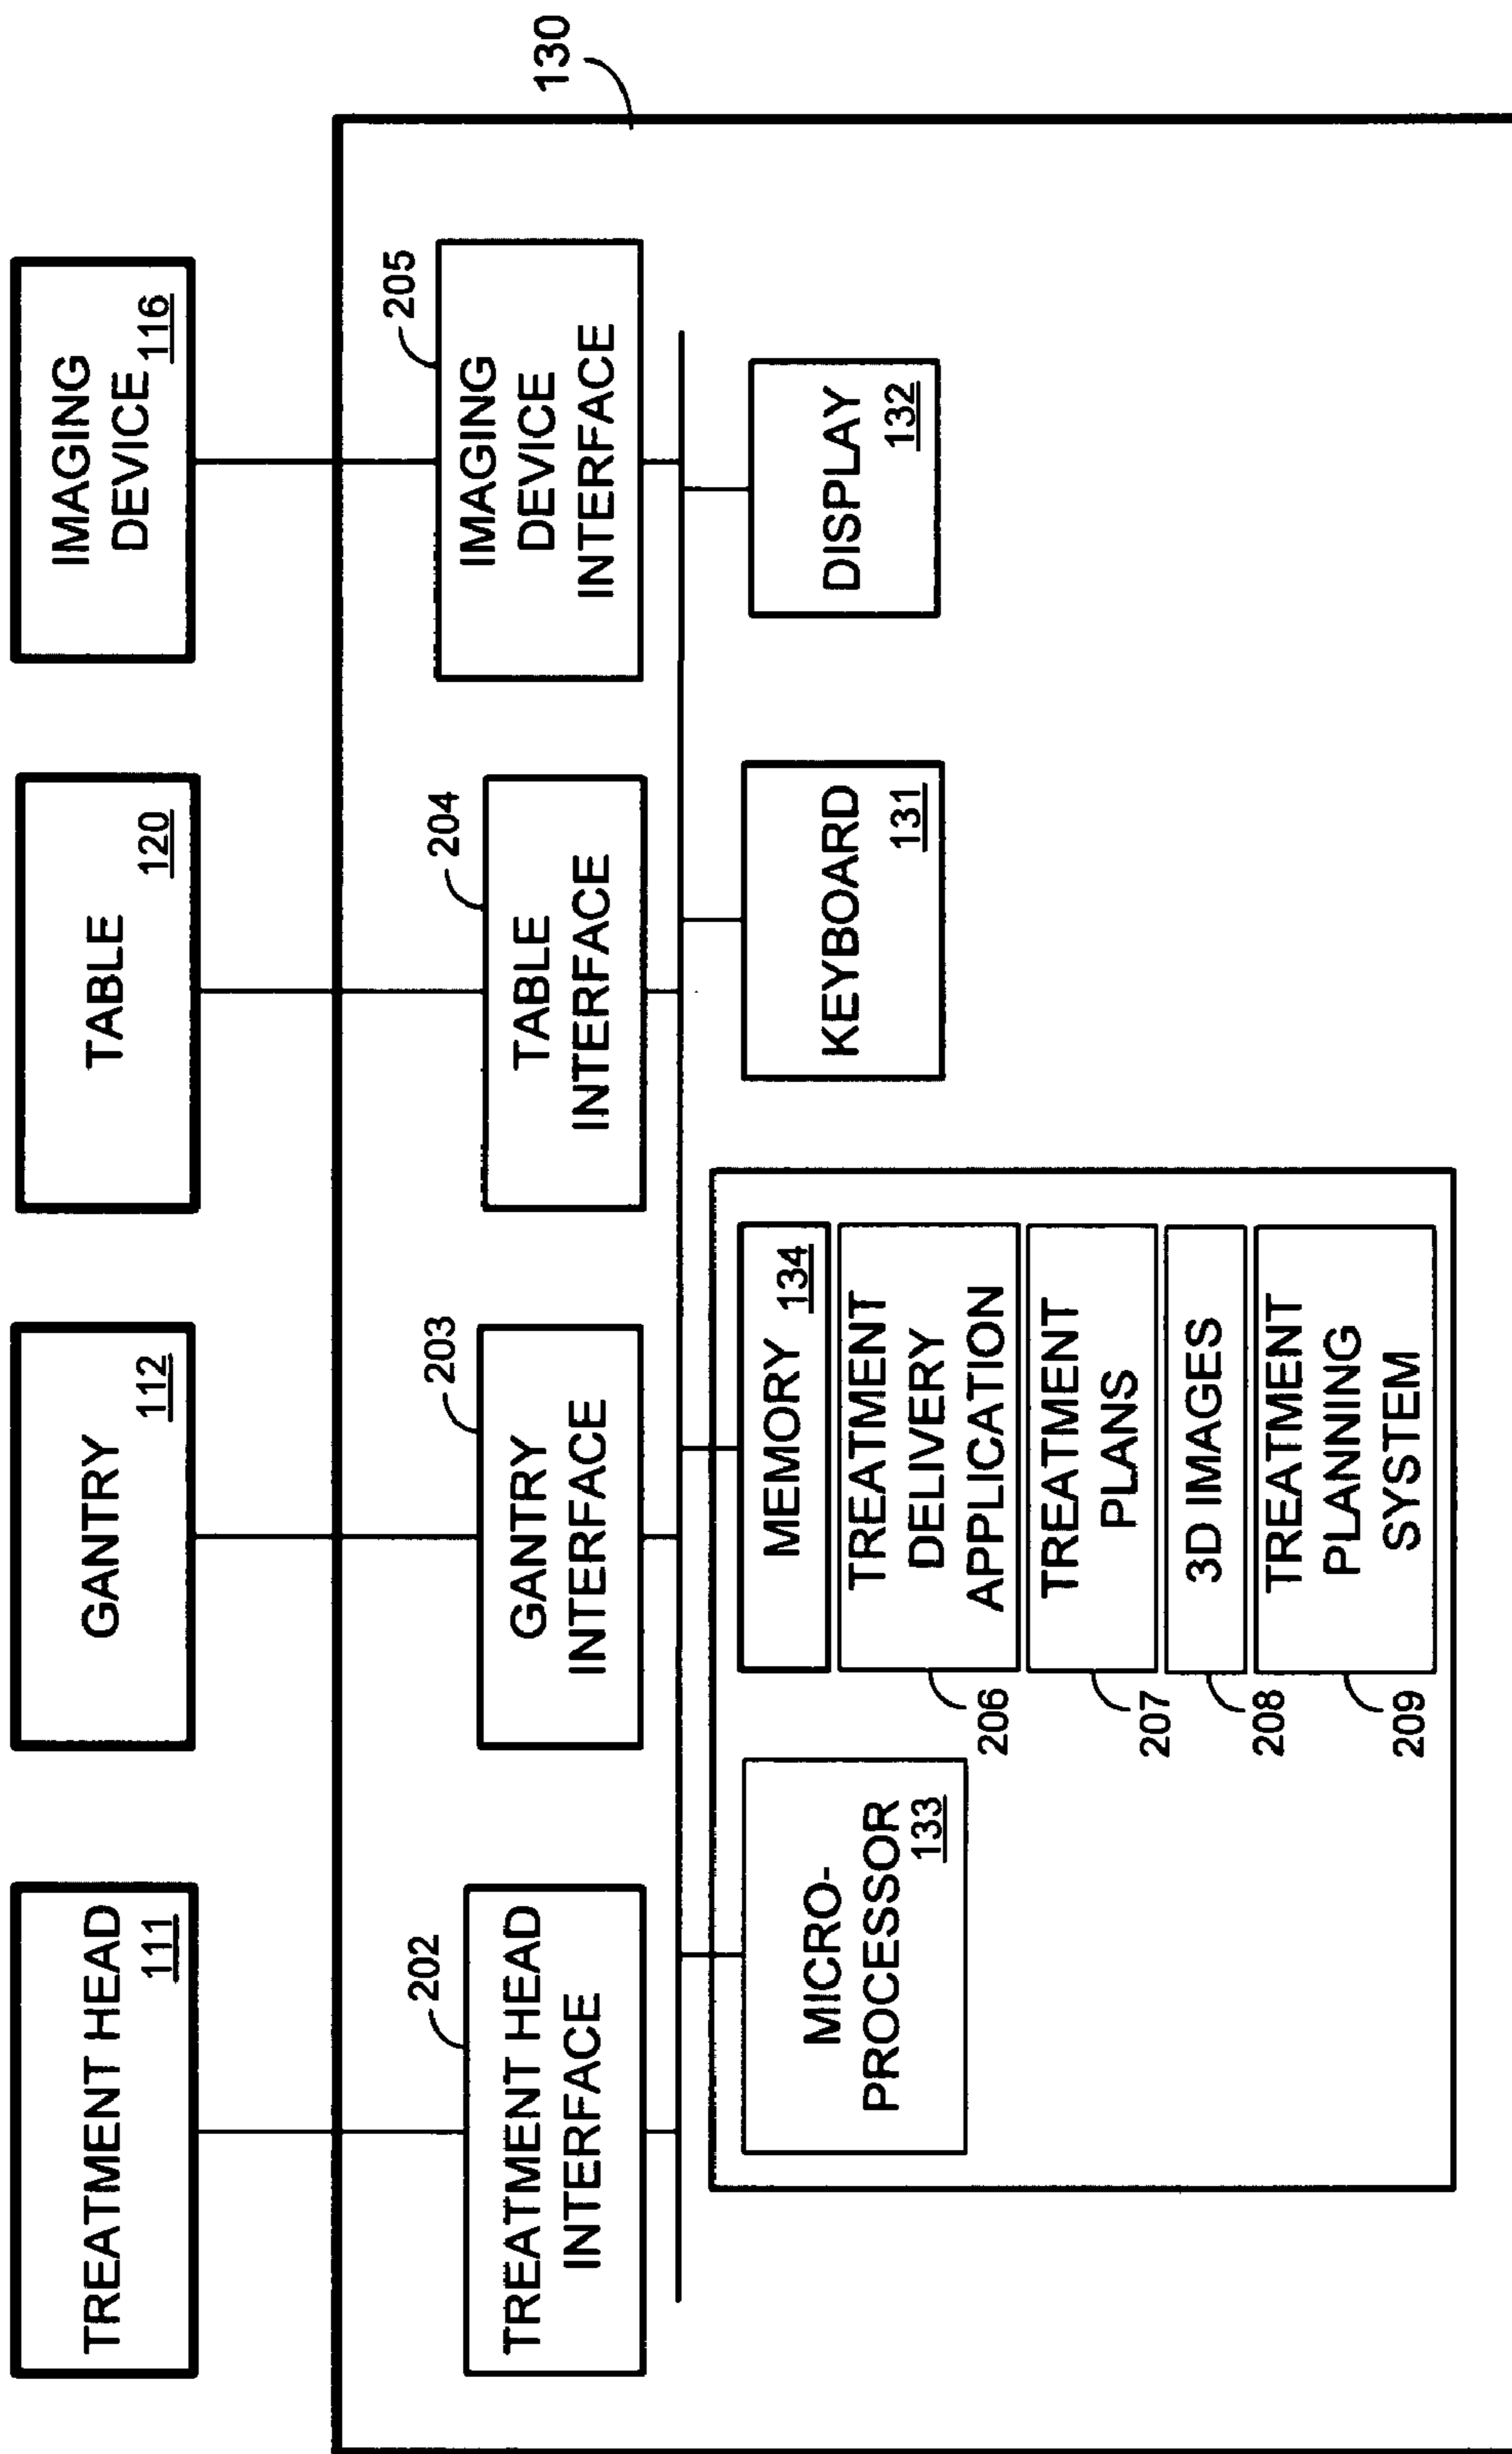 TREATMENT HEAD
111
GANTRY
112
TABLE
120
IMAGING
DEVICE
116
130
202
TREATMENT HEAD
INTERFACE
203
GANTRY
INTERFACE
204
TABLE
INTERFACE
205
IMAGING
DEVICE
INTERFACE
MICRO-
PROCESSOR
133
MEMORY
134
TREATMENT
DELIVERY
APPLICATION
206
TREATMENT
PLANS
207
3D IMAGES
208
TREATMENT
PLANNING
SYSTEM
209
KEYBOARD
131
DISPLAY
132